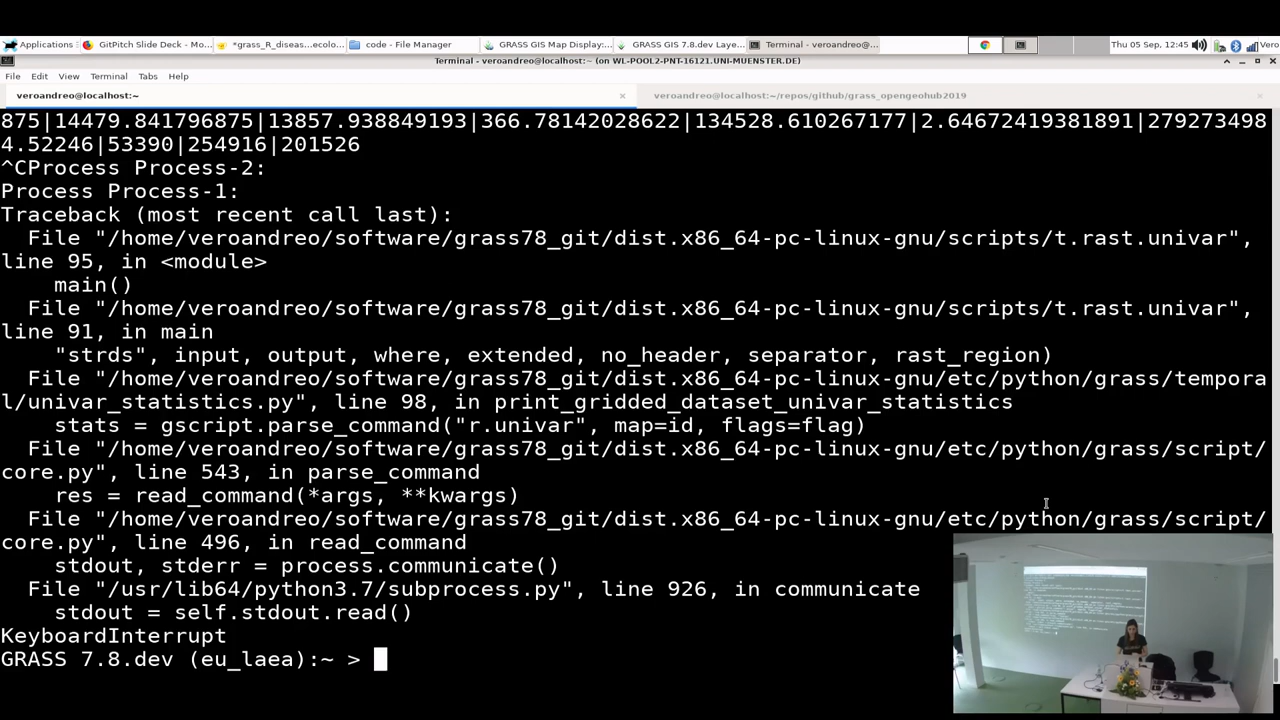 Applications
GitPitch Slide Deck - Mo...
*grass_R_diseas...ecolo...
code - File Manager
GRASS GIS Map Display:...
GRASS GIS 7.8.dev Laye...
Terminal - veroandreo@...
Thu 05 Sep, 12:45
Vero
Terminal - veroandreo@localhost:~ (on WL-POOL2-PNT-16121.UNI-MUENSTER.DE)
File Edit View Terminal Tabs Help
veroandreo@localhost:~
veroandreo@localhost:~/repos/github/grass_opengeohub2019
875|14479.841796875|13857.938849193|366.78142028622|134528.610267177|2.64672419381891|279273498
4.52246|53390|254916|201526
^CProcess Process-2:
Process Process-1:
Traceback (most recent call last):
  File "/home/veroandreo/software/grass78_git/dist.x86_64-pc-linux-gnu/scripts/t.rast.univar",
line 95, in <module>
    main()
  File "/home/veroandreo/software/grass78_git/dist.x86_64-pc-linux-gnu/scripts/t.rast.univar",
line 91, in main
    "strds", input, output, where, extended, no_header, separator, rast_region)
  File "/home/veroandreo/software/grass78_git/dist.x86_64-pc-linux-gnu/etc/python/grass/tempora
l/univar_statistics.py", line 98, in print_gridded_dataset_univar_statistics
    stats = gscript.parse_command("r.univar", map=id, flags=flag)
  File "/home/veroandreo/software/grass78_git/dist.x86_64-pc-linux-gnu/etc/python/grass/script/
core.py", line 543, in parse_command
    res = read_command(*args, **kwargs)
  File "/home/veroandreo/software/grass78_git/dist.x86_64-pc-linux-gnu/etc/python/grass/script/
core.py", line 496, in read_command
    stdout, stderr = process.communicate()
  File "/usr/lib64/python3.7/subprocess.py", line 926, in communicate
    stdout = self.stdout.read()
KeyboardInterrupt
GRASS 7.8.dev (eu_laea):~ >